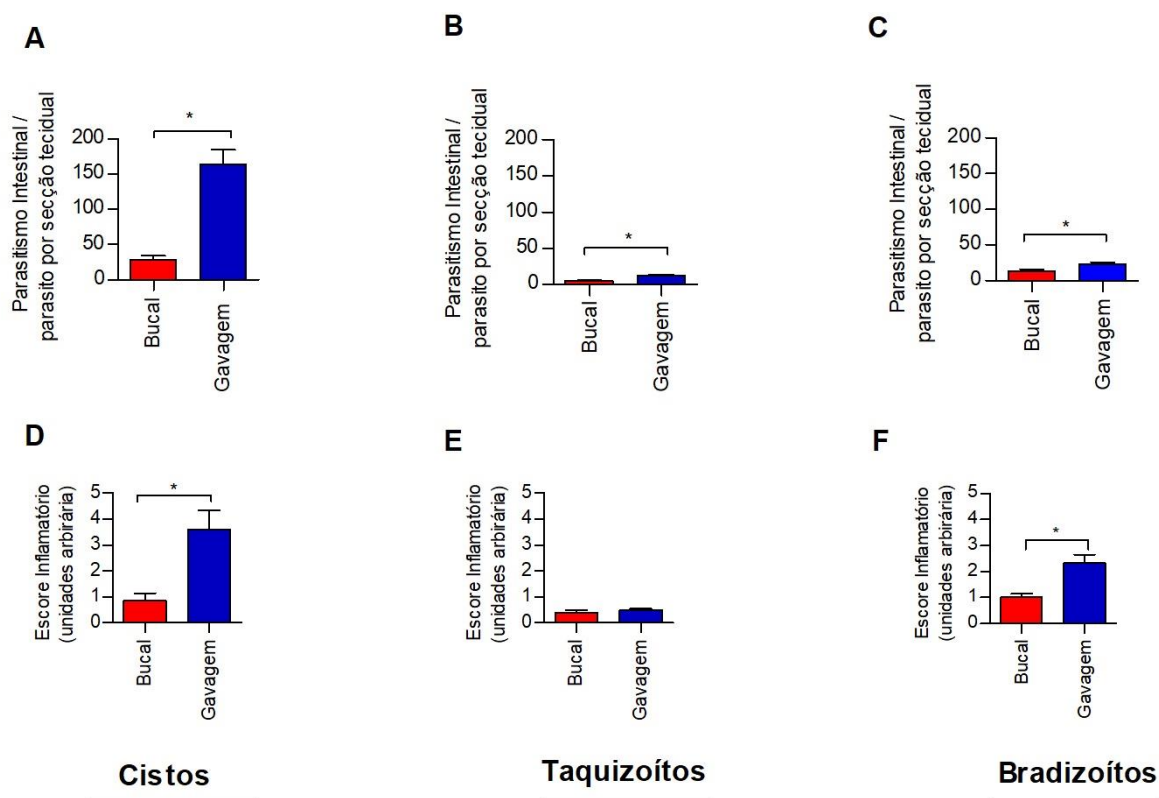 A
Parasitismo Intestinal /
parasito por secção tecidual
200
150
100
50
0
*
Bucal
Gavagem
B
Parasitismo Intestinal /
parasito por secção tecidual
200
150
100
50
0
*
Bucal
Gavagem
C
Parasitismo Intestinal /
parasito por secção tecidual
200
150
100
50
0
*
Bucal
Gavagem
D
Escore Inflamatório
(unidades arbirária)
5
4
3
2
1
0
*
Bucal
Gavagem
E
Escore Inflamatório
(unidades arbirária)
5
4
3
2
1
0
Bucal
Gavagem
F
Escore Inflamatório
(unidades arbirária)
5
4
3
2
1
0
*
Bucal
Gavagem
Cistos
Taquizoítos
Bradizoítos